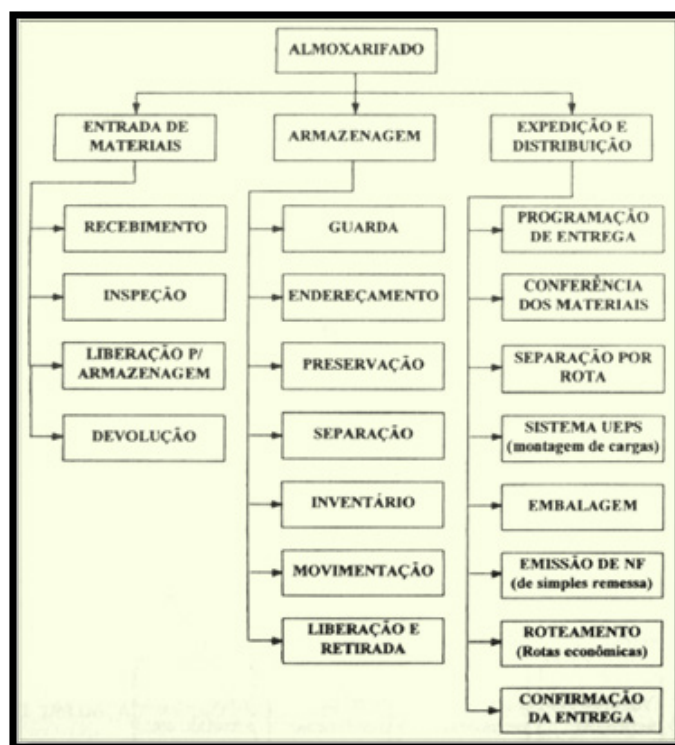 ALMOXARIFADO
ENTRADA DE
MATERIAIS
RECEBIMENTO
INSPEÇÃO
LIBERAÇÃO P/
ARMAZENAGEM
DEVOLUÇÃO
ARMAZENAGEM
GUARDA
ENDEREÇAMENTO
PRESERVAÇÃO
SEPARAÇÃO
INVENTÁRIO
MOVIMENTAÇÃO
LIBERAÇÃO E
RETIRADA
EXPEDIÇÃO E
DISTRIBUIÇÃO
PROGRAMAÇÃO
DE ENTREGA
CONFERÊNCIA
DOS MATERIAIS
SEPARAÇÃO POR
ROTA
SISTEMA UEPS
(montagem de cargas)
EMBALAGEM
EMISSÃO DE NF
(de simples remessa)
ROTEAMENTO
(Rotas econômicas)
CONFIRMAÇÃO
DA ENTREGA